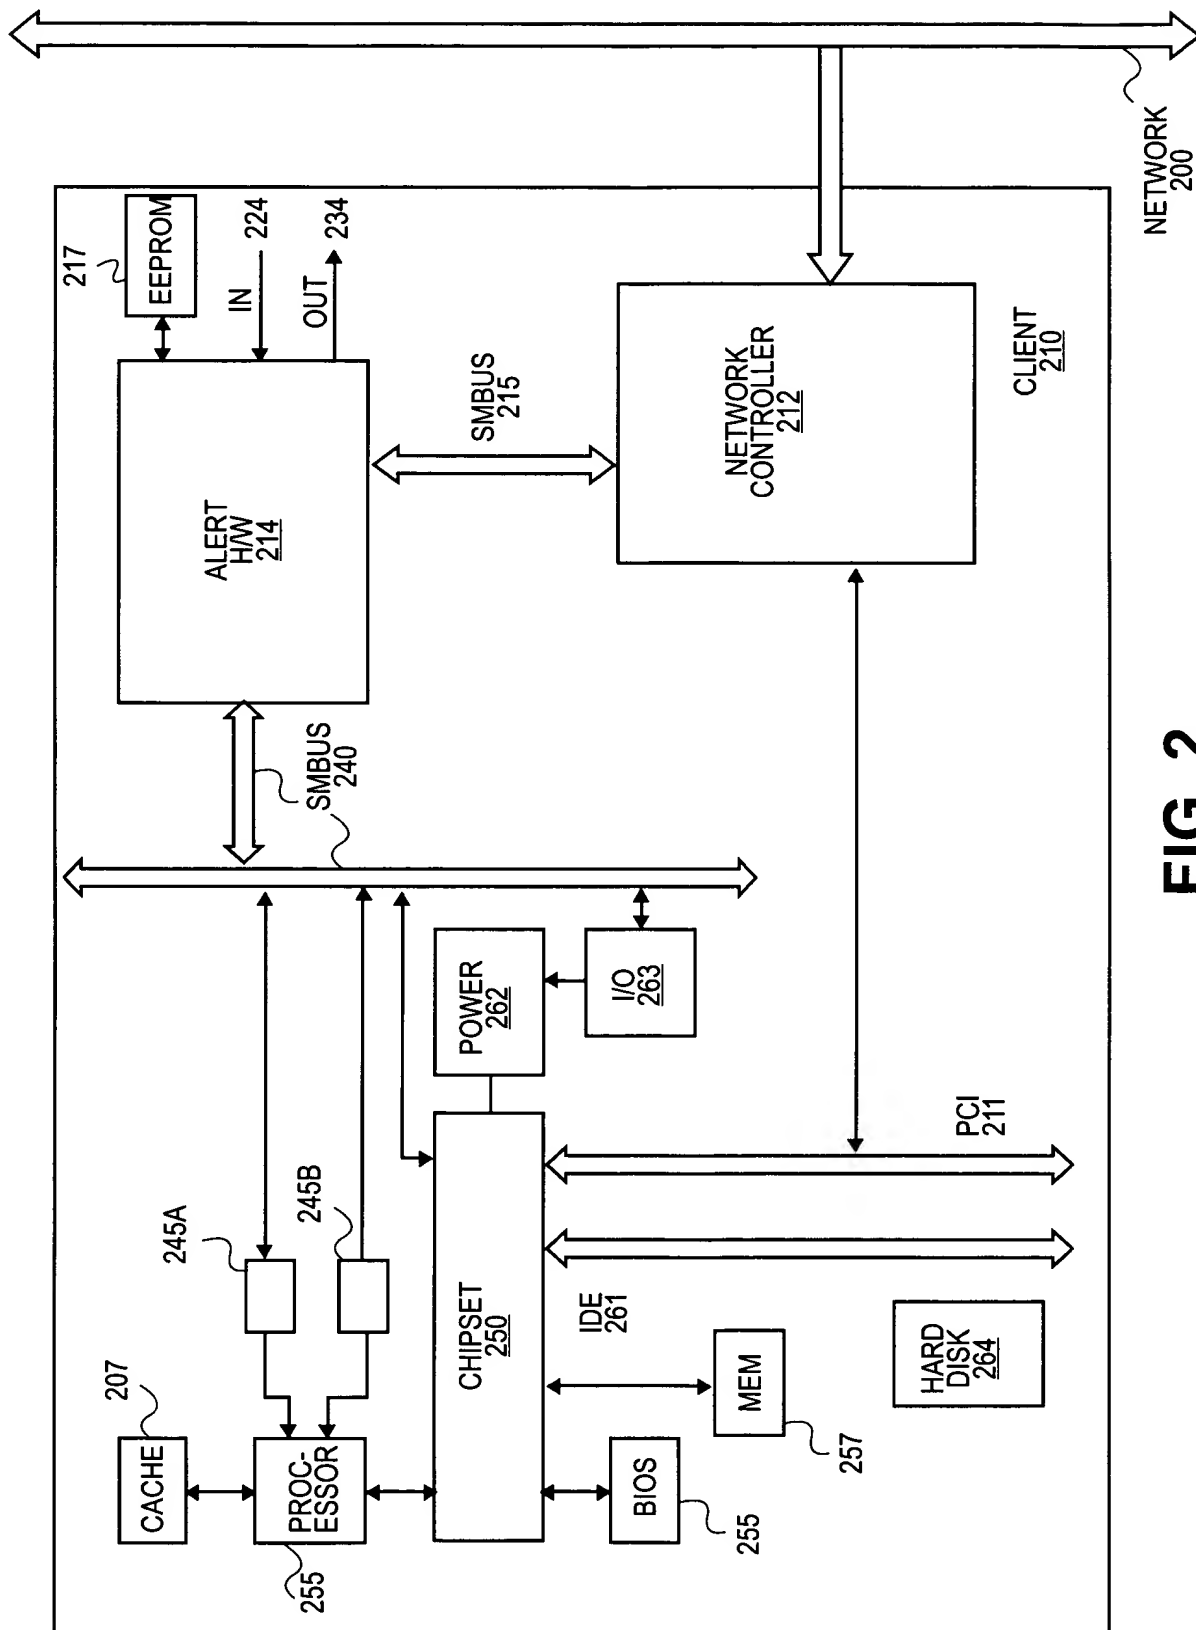 207
CACHE
PROC-
ESSOR
255
245A
245B
CHIPSET
250
BIOS
255
MEM
257
IDE
261
HARD
DISK
264
PCI
211
POWER
262
I/O
263
SMBUS
240
ALERT
H/W
214
217
EEPROM
IN
224
OUT
234
SMBUS
215
NETWORK
CONTROLLER
212
CLIENT
210
NETWORK
200
FIG 2